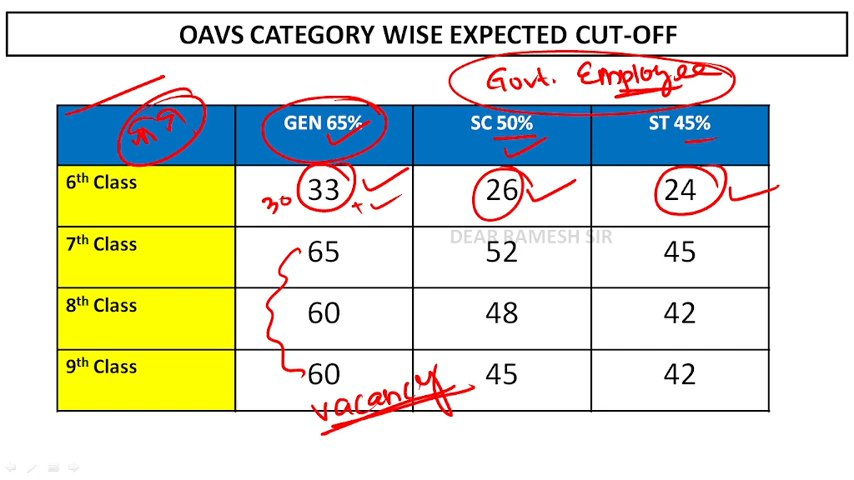 OAVS CATEGORY WISE EXPECTED CUT-OFF
Govt. Employee
GEN 65% SC 50% ST 45%
6th Class 30 33 + 26 24
DEAR RAMESH SIR
7th Class 65 52 45
8th Class 60 48 42
9th Class 60 45 42
vacancy